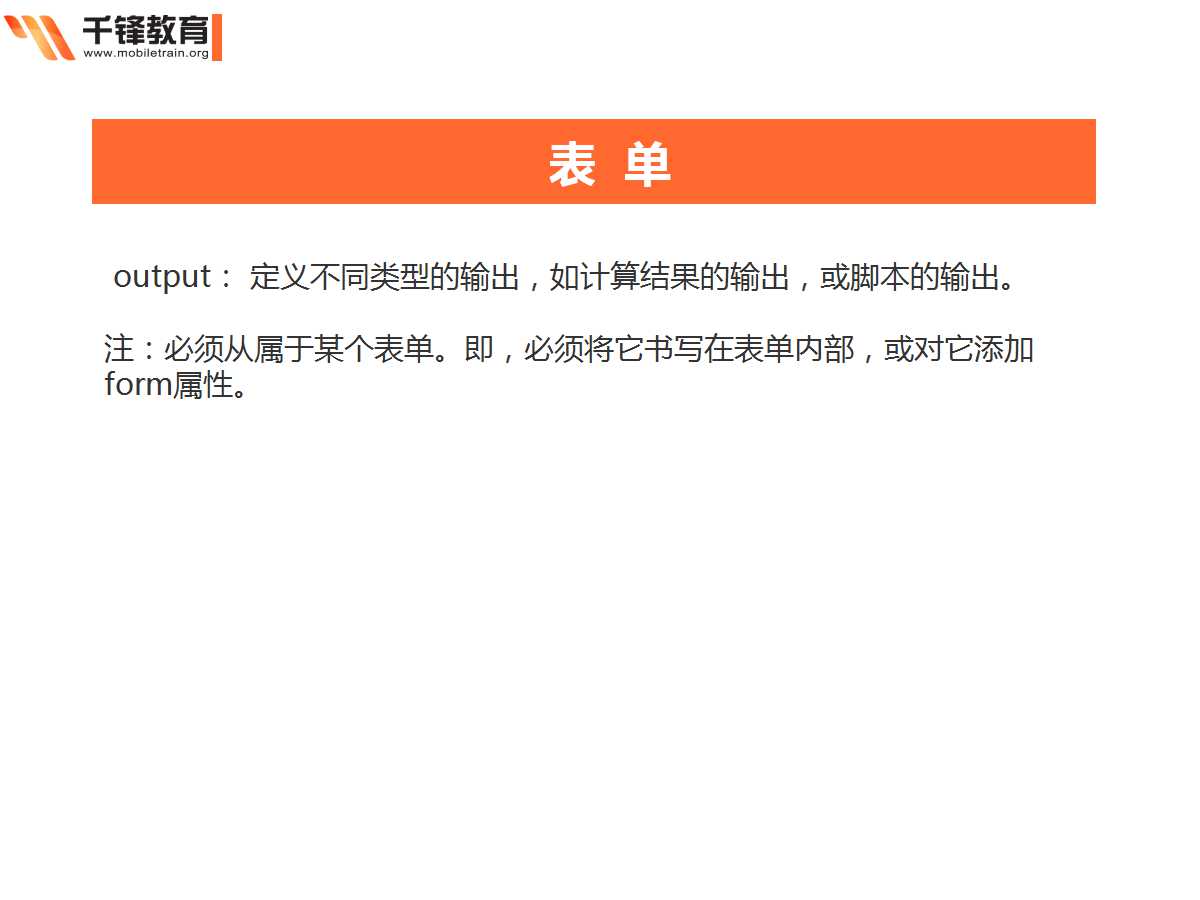 千锋教育
www.mobiletrain.org
表 单
output： 定义不同类型的输出，如计算结果的输出，或脚本的输出。
注：必须从属于某个表单。即，必须将它书写在表单内部，或对它添加
form属性。